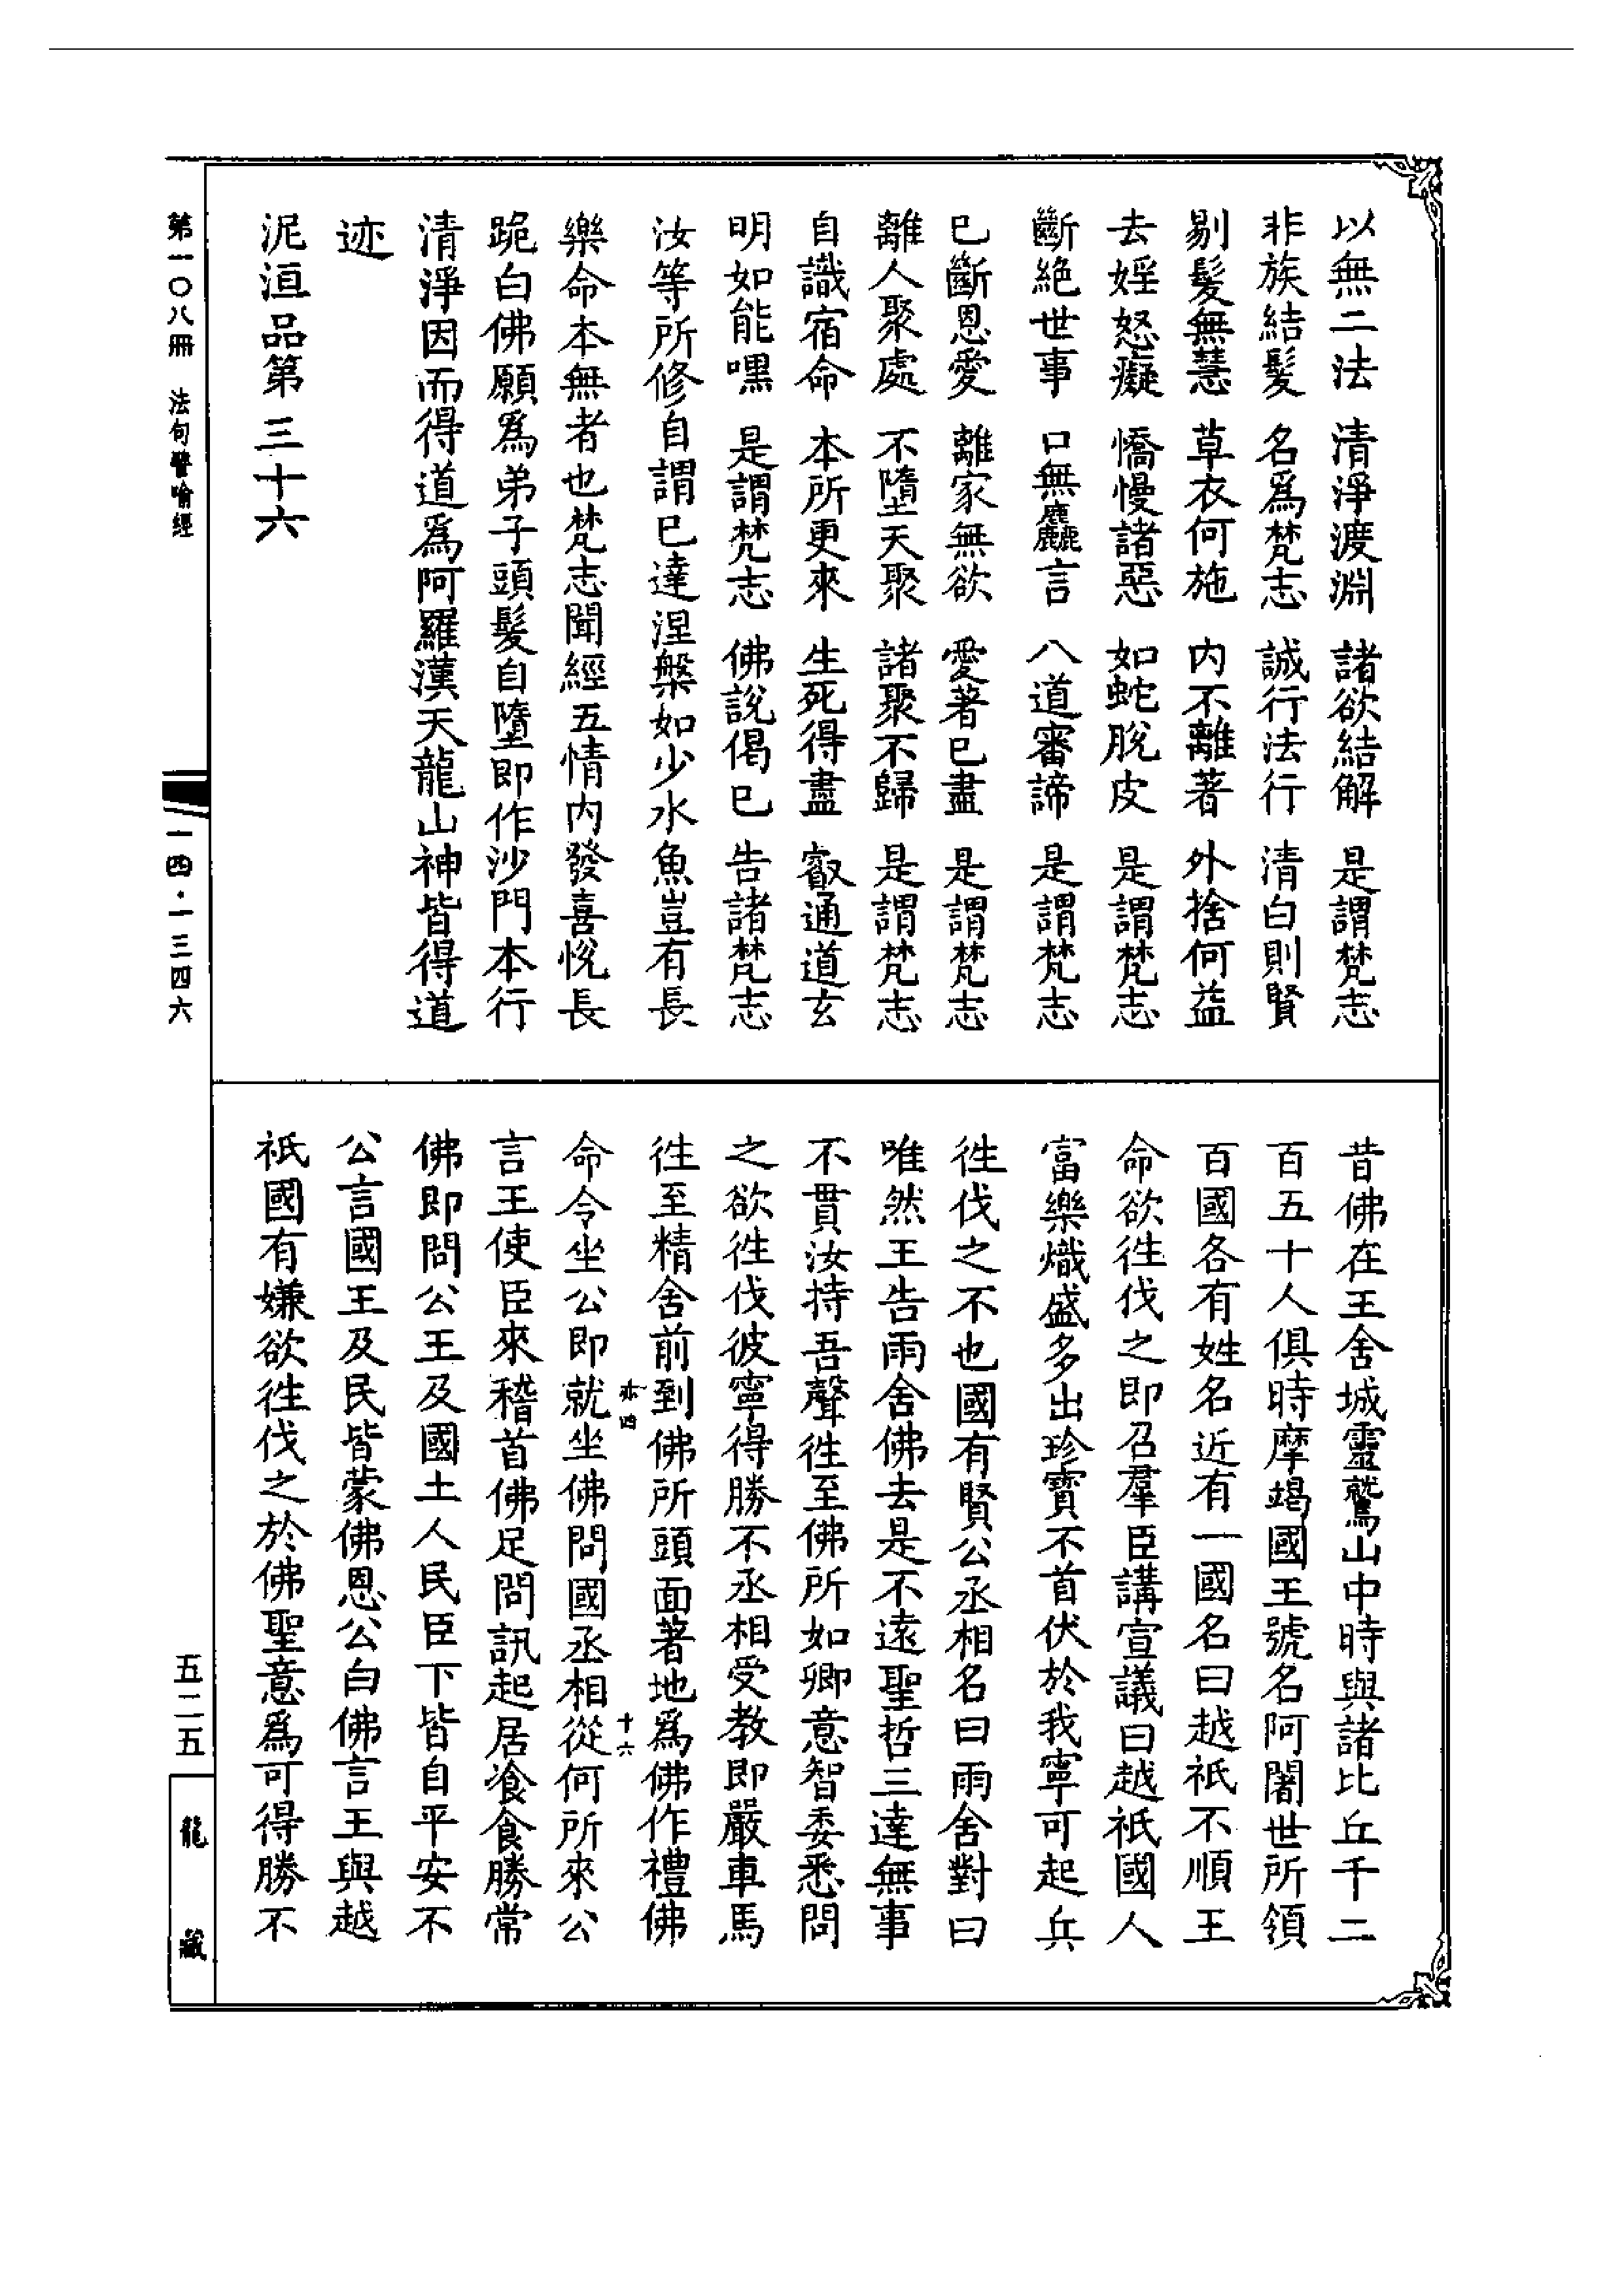 以無二法 清淨渡淵 諸欲結解 是謂梵志
非族結髮 名爲梵志 誠行法行 清白則賢
剔髮無慧 草衣何施 内不離著 外捨何益
去婬怒癡 憍慢諸惡 如蛇脫皮 是謂梵志
斷絶世事 口無麤言 八道審諦 是謂梵志
已斷恩愛 離家無欲 愛著已盡 是謂梵志
離人聚處 不墮天聚 諸聚不歸 是謂梵志
自識宿命 本所更來 生死得盡 叡通道玄
明如能嘿 是謂梵志 佛說偈已 告諸梵志
汝等所修自謂已達涅槃如少水魚豈有長
樂命本無者也梵志聞經五情内發喜悅長
跪白佛願爲弟子頭髮自墮即作沙門本行
清淨因而得道爲阿羅漢天龍山神皆得道
迹
泥洹品第三十六
昔佛在王舍城靈鷲山中時與諸比丘千二
百五十人俱時摩竭國王號名阿闍世所領
百國各有姓名近有一國名曰越祇不順王
命欲徃伐之即召羣臣講宣議曰越祇國人
富樂熾盛多出珍寳不首伏於我寧可起兵
徃伐之不也國有賢公丞相名曰雨舍對曰
唯然王告雨舍佛去是不遠聖哲三達無事
不貫汝持吾聲徃至佛所如卿意智委悉問
之欲徃伐彼寧得勝不丞相受教即嚴車馬
徃至精舍前到佛所頭面著地爲佛作禮佛
亦四 十六
命令坐公即就坐佛問國丞相從何所來公
言王使臣來稽首佛足問訊起居飡食勝常
佛即問公王及國土人民臣下皆自平安不
公言國王及民皆蒙佛恩公白佛言王與越
祇國有嫌欲徃伐之於佛聖意爲可得勝不
第一〇八冊 法句譬喻經
一四·一三四六
五二五
龍藏